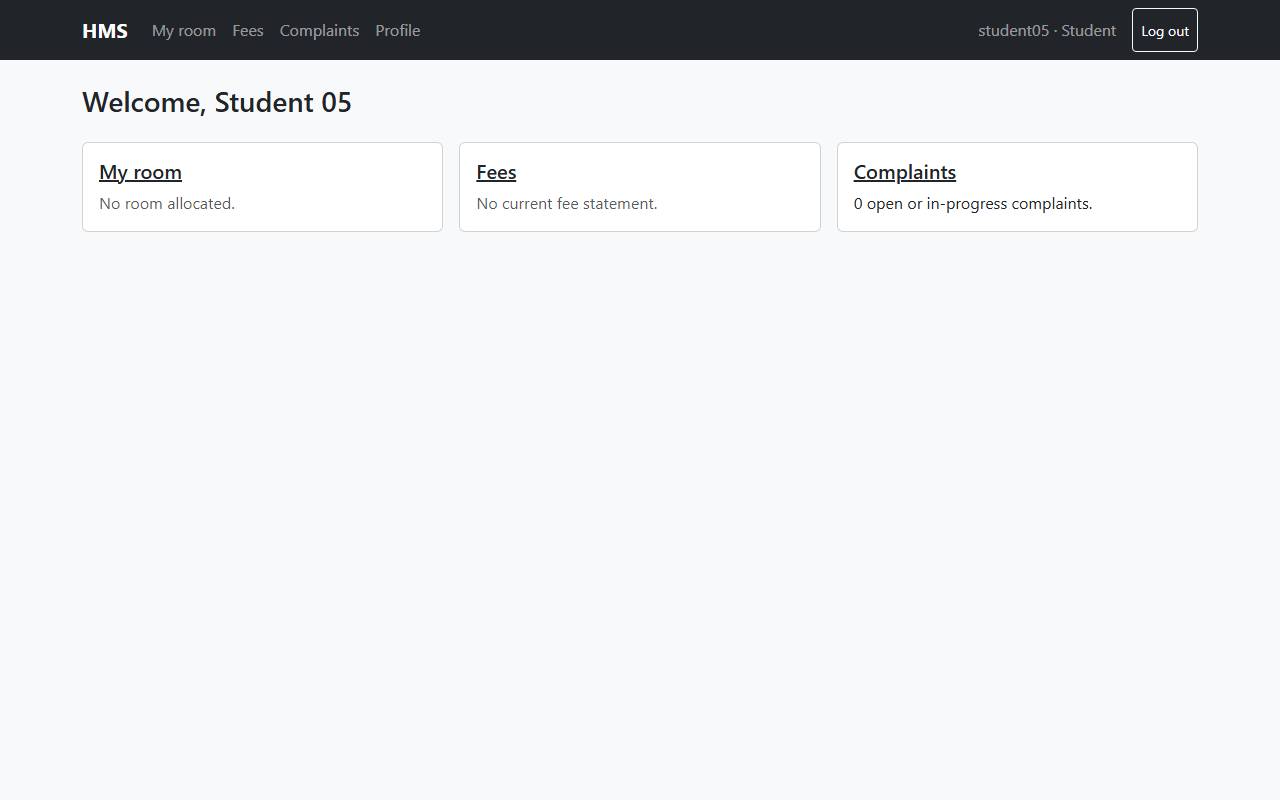 HMS My room Fees Complaints Profile student05 · Student Log out
Welcome, Student 05
My room
No room allocated.
Fees
No current fee statement.
Complaints
0 open or in-progress complaints.